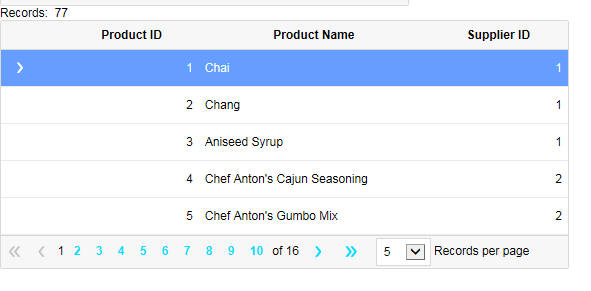 Records: 77
Product ID Product Name Supplier ID
1 Chai 1
2 Chang 1
3 Aniseed Syrup 1
4 Chef Anton's Cajun Seasoning 2
5 Chef Anton's Gumbo Mix 2
« ‹ 1 2 3 4 5 6 7 8 9 10 of 16 › » 5 Records per page